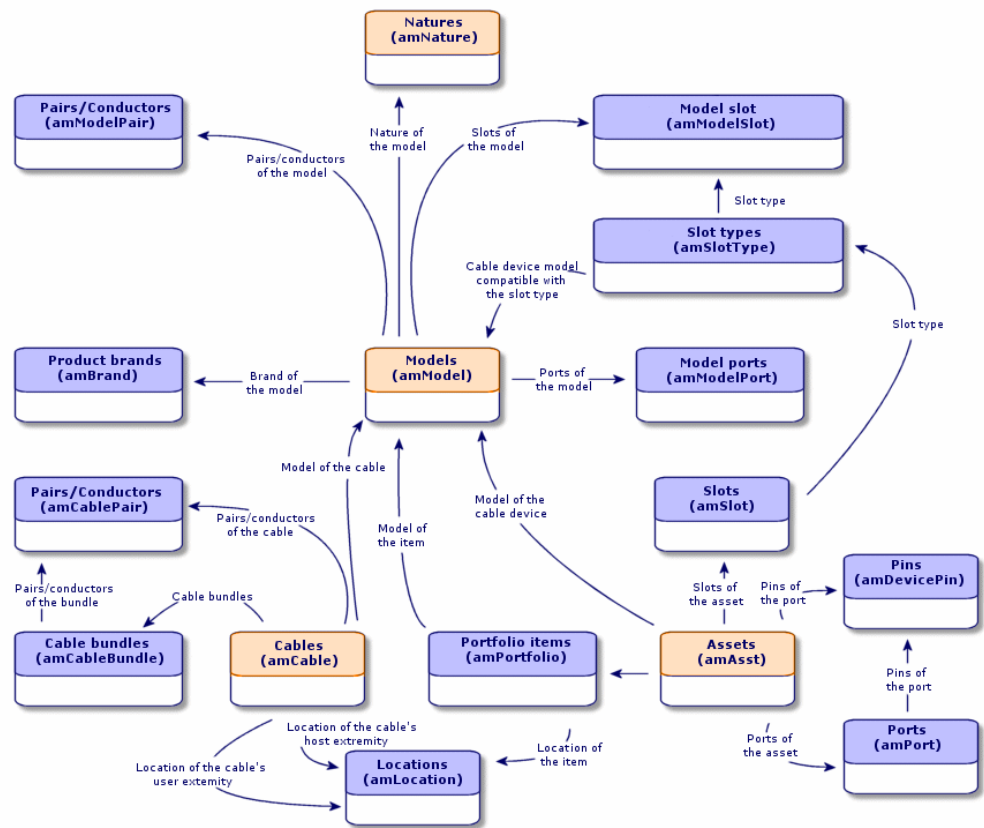 Natures
(amNature)
Pairs/Conductors
(amModelPair)
Model slot
(amModelSlot)
Nature of
the model
Slots of
the model
Pairs/conductors
of the model
Slot type
Slot types
(amSlotType)
Cable device model
compatible with
the slot type
Slot type
Product brands
(amBrand)
Brand of
the model
Models
(amModel)
Ports of
the model
Model ports
(amModelPort)
Model of the cable
Pairs/Conductors
(amCablePair)
Pairs/conductors
of the cable
Model of
the item
Model of the
cable device
Slots
(amSlot)
Pins
(amDevicePin)
Pairs/conductors
of the bundle
Cable bundles
Slots of
the asset
Pins of
the port
Cable bundles
(amCableBundle)
Cables
(amCable)
Portfolio items
(amPortfolio)
Assets
(amAsst)
Pins of
the port
Location of the cable's
host extremity
Location of the cable's
user extemity
Locations
(amLocation)
Location of
the item
Ports of
the asset
Ports
(amPort)